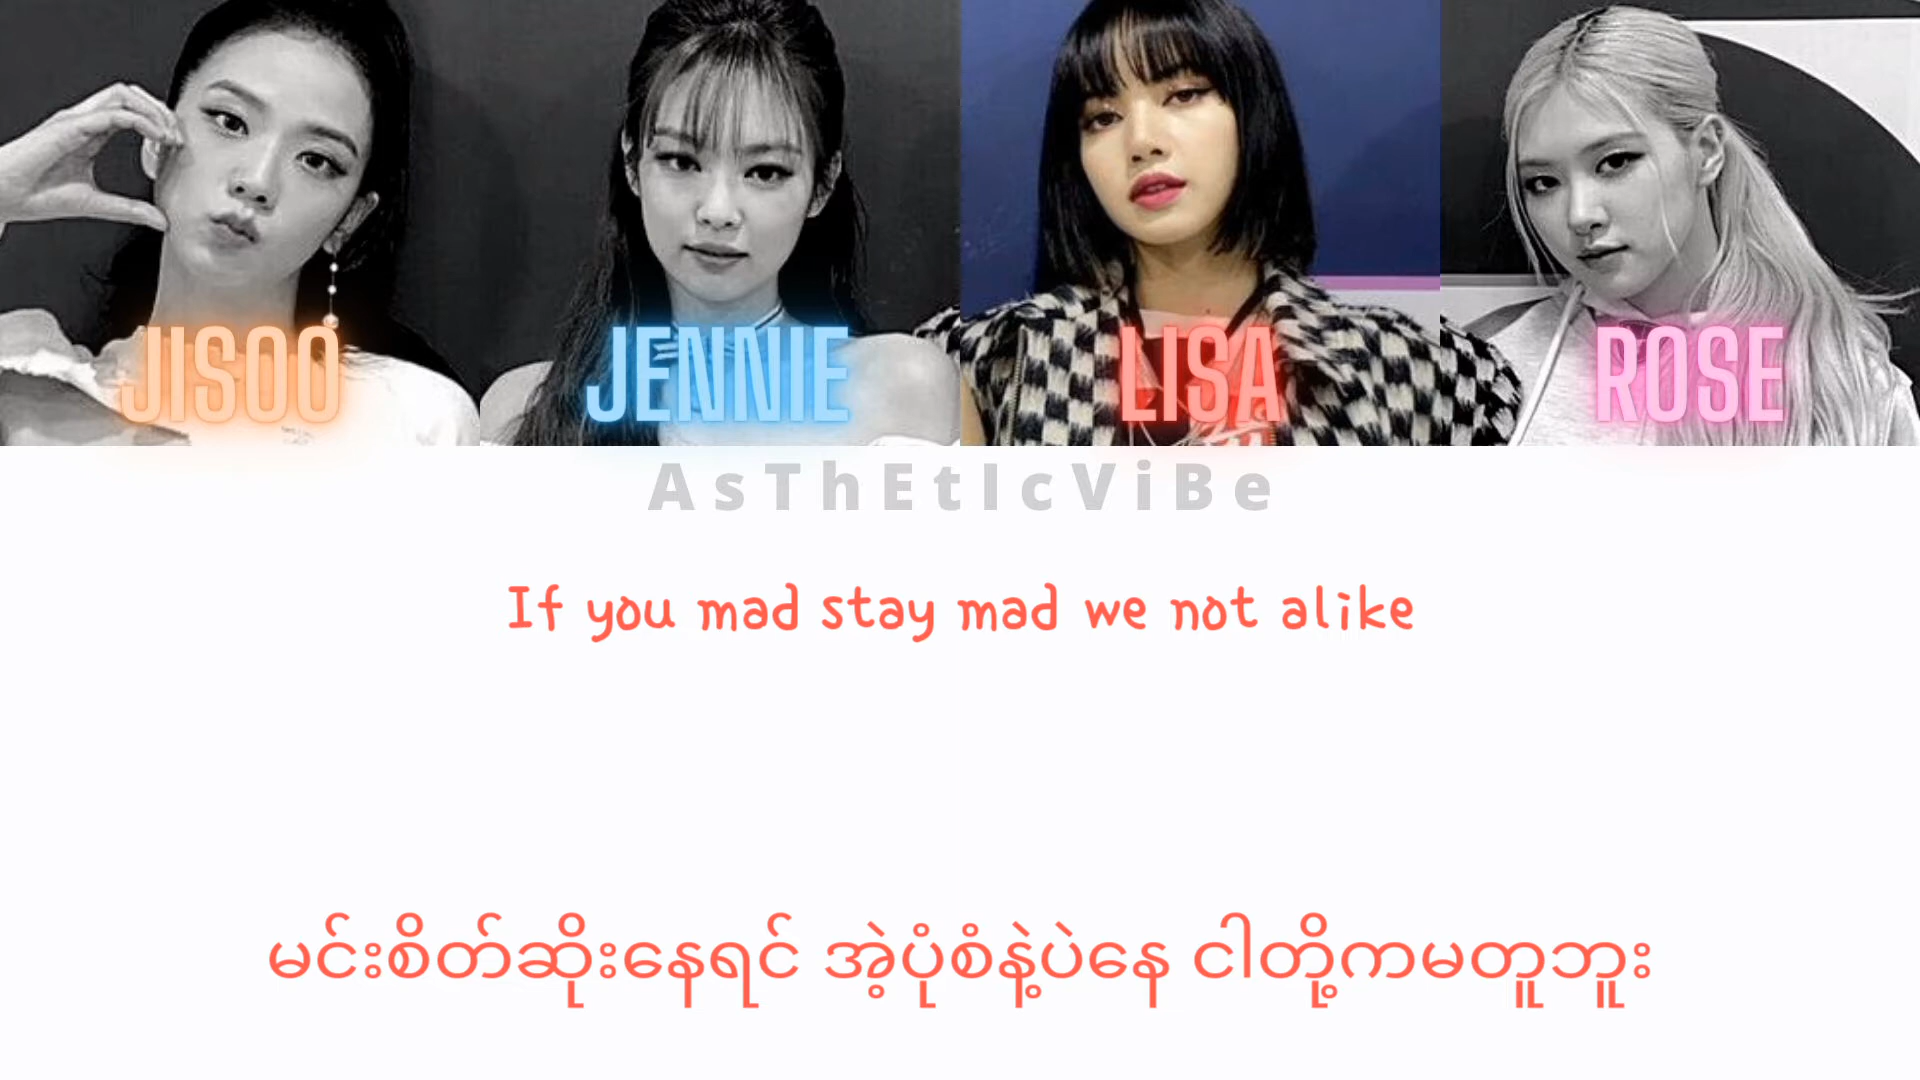 JISOO JENNIE LISA ROSE
AsThEtIcViBe
If you mad stay mad we not alike
မင်းစိတ်ဆိုးနေရင် အဲ့ပုံစံနဲ့ပဲနေ ငါတို့ကမတူဘူး